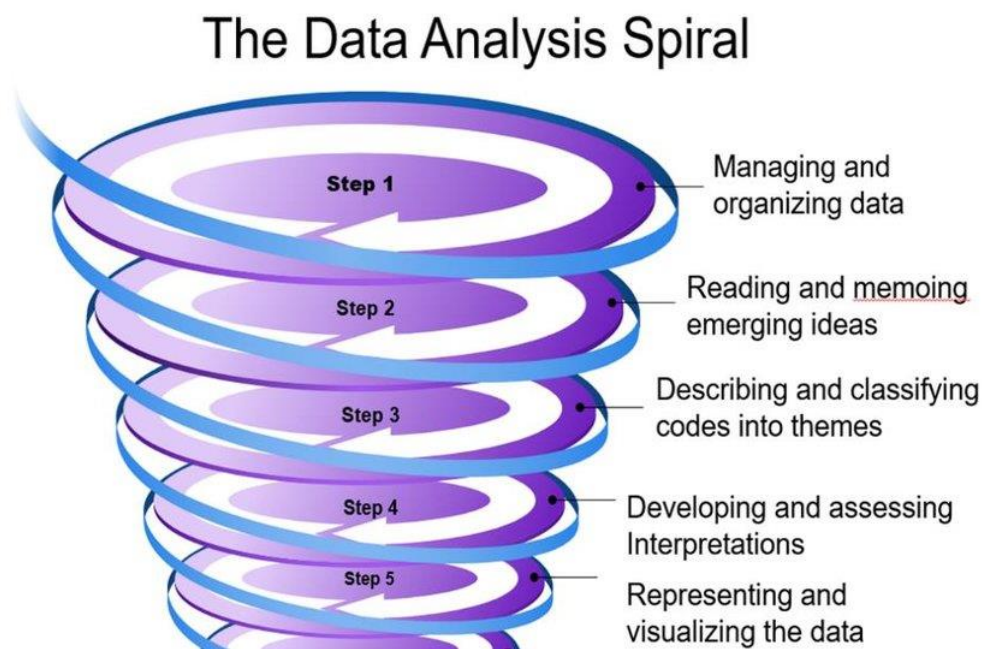 The Data Analysis Spiral
Step 1
Managing and
organizing data
Step 2
Reading and memoing
emerging ideas
Step 3
Describing and classifying
codes into themes
Step 4
Developing and assessing
Interpretations
Step 5
Representing and
visualizing the data